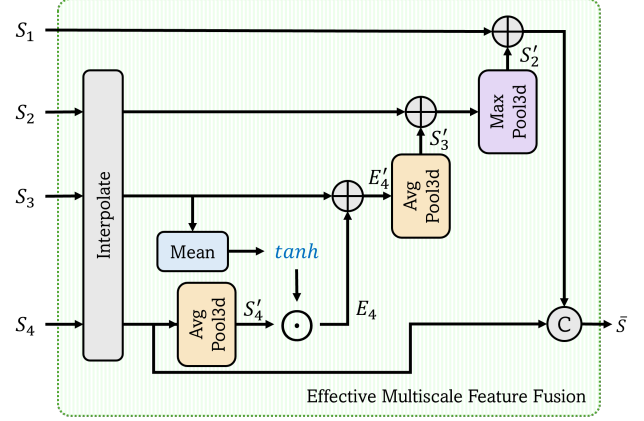 S₁
S₂′
S₂
Max
Pool3d
S₃′
E₄′
S₃
Avg
Pool3d
Interpolate
Mean
tanh
S₄
Avg
Pool3d
S₄′
E₄
C
S̄
Effective Multiscale Feature Fusion